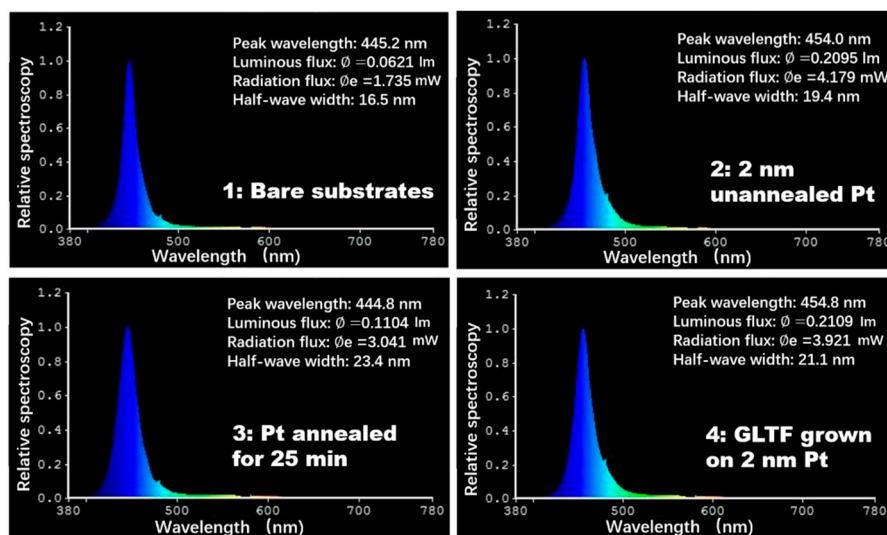 1.2
1.0
0.8
0.6
0.4
0.2
0.0
Relative spectroscopy
Peak wavelength: 445.2 nm
Luminous flux: Ø =0.0621 lm
Radiation flux: Øe =1.735 mW
Half-wave width: 16.5 nm
1: Bare substrates
380 500 600 700 780
Wavelength (nm)
1.2
1.0
0.8
0.6
0.4
0.2
0.0
Relative spectroscopy
Peak wavelength: 454.0 nm
Luminous flux: Ø =0.2095 lm
Radiation flux: Øe =4.179 mW
Half-wave width: 19.4 nm
2: 2 nm
unannealed Pt
380 500 600 700 780
Wavelength (nm)
1.2
1.0
0.8
0.6
0.4
0.2
0.0
Relative spectroscopy
Peak wavelength: 444.8 nm
Luminous flux: Ø =0.1104 lm
Radiation flux: Øe =3.041 mW
Half-wave width: 23.4 nm
3: Pt annealed
for 25 min
380 500 600 700 780
Wavelength (nm)
1.2
1.0
0.8
0.6
0.4
0.2
0.0
Relative spectroscopy
Peak wavelength: 454.8 nm
Luminous flux: Ø =0.2109 lm
Radiation flux: Øe =3.921 mW
Half-wave width: 21.1 nm
4: GLTF grown
on 2 nm Pt
380 500 600 700 780
Wavelength (nm)